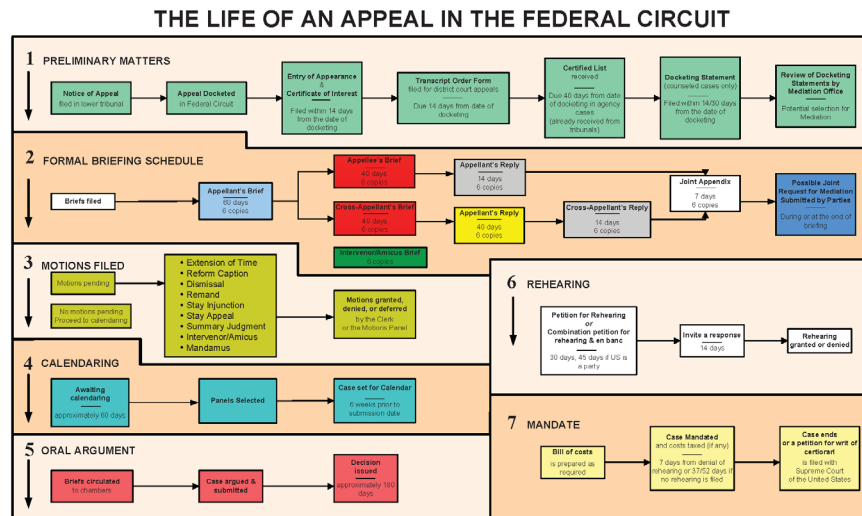 THE LIFE OF AN APPEAL IN THE FEDERAL CIRCUIT
1 PRELIMINARY MATTERS
Notice of Appeal
filed in lower tribunal
Appeal Docketed
in Federal Circuit
Entry of Appearance
&
Certificate of Interest
Filed within 14 days
from the date of
docketing
Transcript Order Form
filed for district court appeals
Due 14 days from date of
docketing
Certified List
received
Due 40 days from date
of docketing in agency
cases
(already received from
tribunals)
Docketing Statement
(counseled cases only)
Filed within 14/30 days
from the date of
docketing
Review of Docketing
Statements by
Mediation Office
Potential selection for
Mediation
2 FORMAL BRIEFING SCHEDULE
Briefs filed
Appellant's Brief
60 days
6 copies
Appellee's Brief
40 days
6 copies
Appellant's Reply
14 days
6 copies
Cross-Appellant's Brief
40 days
6 copies
Appellant's Reply
40 days
6 copies
Cross-Appellant's Reply
14 days
6 copies
Intervenor/Amicus Brief
6 copies
Joint Appendix
7 days
6 copies
Possible Joint
Request for Mediation
Submitted by Parties
During or at the end of
briefing
3 MOTIONS FILED
Motions pending
No motions pending
Proceed to calendaring
• Extension of Time
• Reform Caption
• Dismissal
• Remand
• Stay Injunction
• Stay Appeal
• Summary Judgment
• Intervenor/Amicus
• Mandamus
Motions granted,
denied, or deferred
by the Clerk
or the Motions Panel
4 CALENDARING
Awaiting
calendaring
approximately 60 days
Panels Selected
Case set for Calendar
6 weeks prior to
submission date
5 ORAL ARGUMENT
Briefs circulated
to chambers
Case argued &
submitted
Decision
issued
approximately 180
days
6 REHEARING
Petition for Rehearing
or
Combination petition for
rehearing & en banc
30 days, 45 days if US is
a party
Invite a response
14 days
Rehearing
granted or denied
7 MANDATE
Bill of costs
is prepared as
required
Case Mandated
and costs taxed (if any)
7 days from denial of
rehearing or 37/52 days if
no rehearing is filed
Case ends
or a petition for writ of
certiorari
is filed with
Supreme Court
of the United States